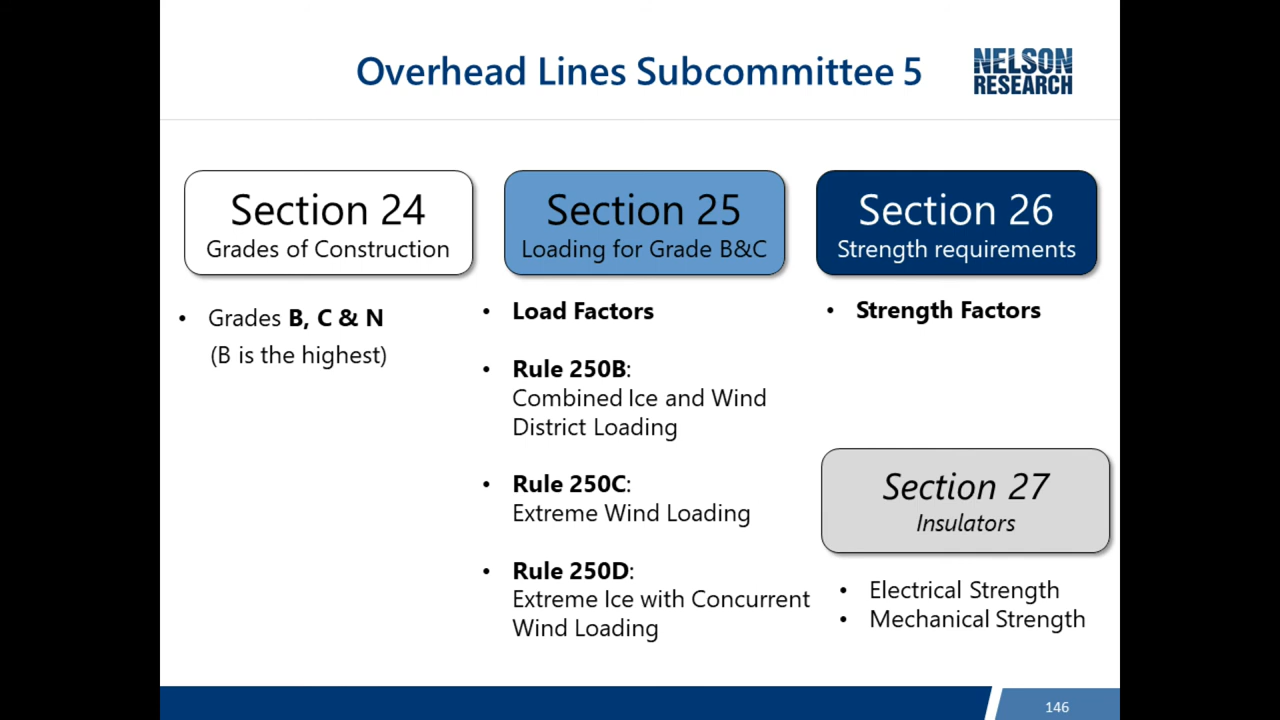 Overhead Lines Subcommittee 5
NELSON
RESEARCH
Section 24
Grades of Construction
• Grades B, C & N
(B is the highest)
Section 25
Loading for Grade B&C
• Load Factors
• Rule 250B:
Combined Ice and Wind
District Loading
• Rule 250C:
Extreme Wind Loading
• Rule 250D:
Extreme Ice with Concurrent
Wind Loading
Section 26
Strength requirements
• Strength Factors
Section 27
Insulators
• Electrical Strength
• Mechanical Strength
146